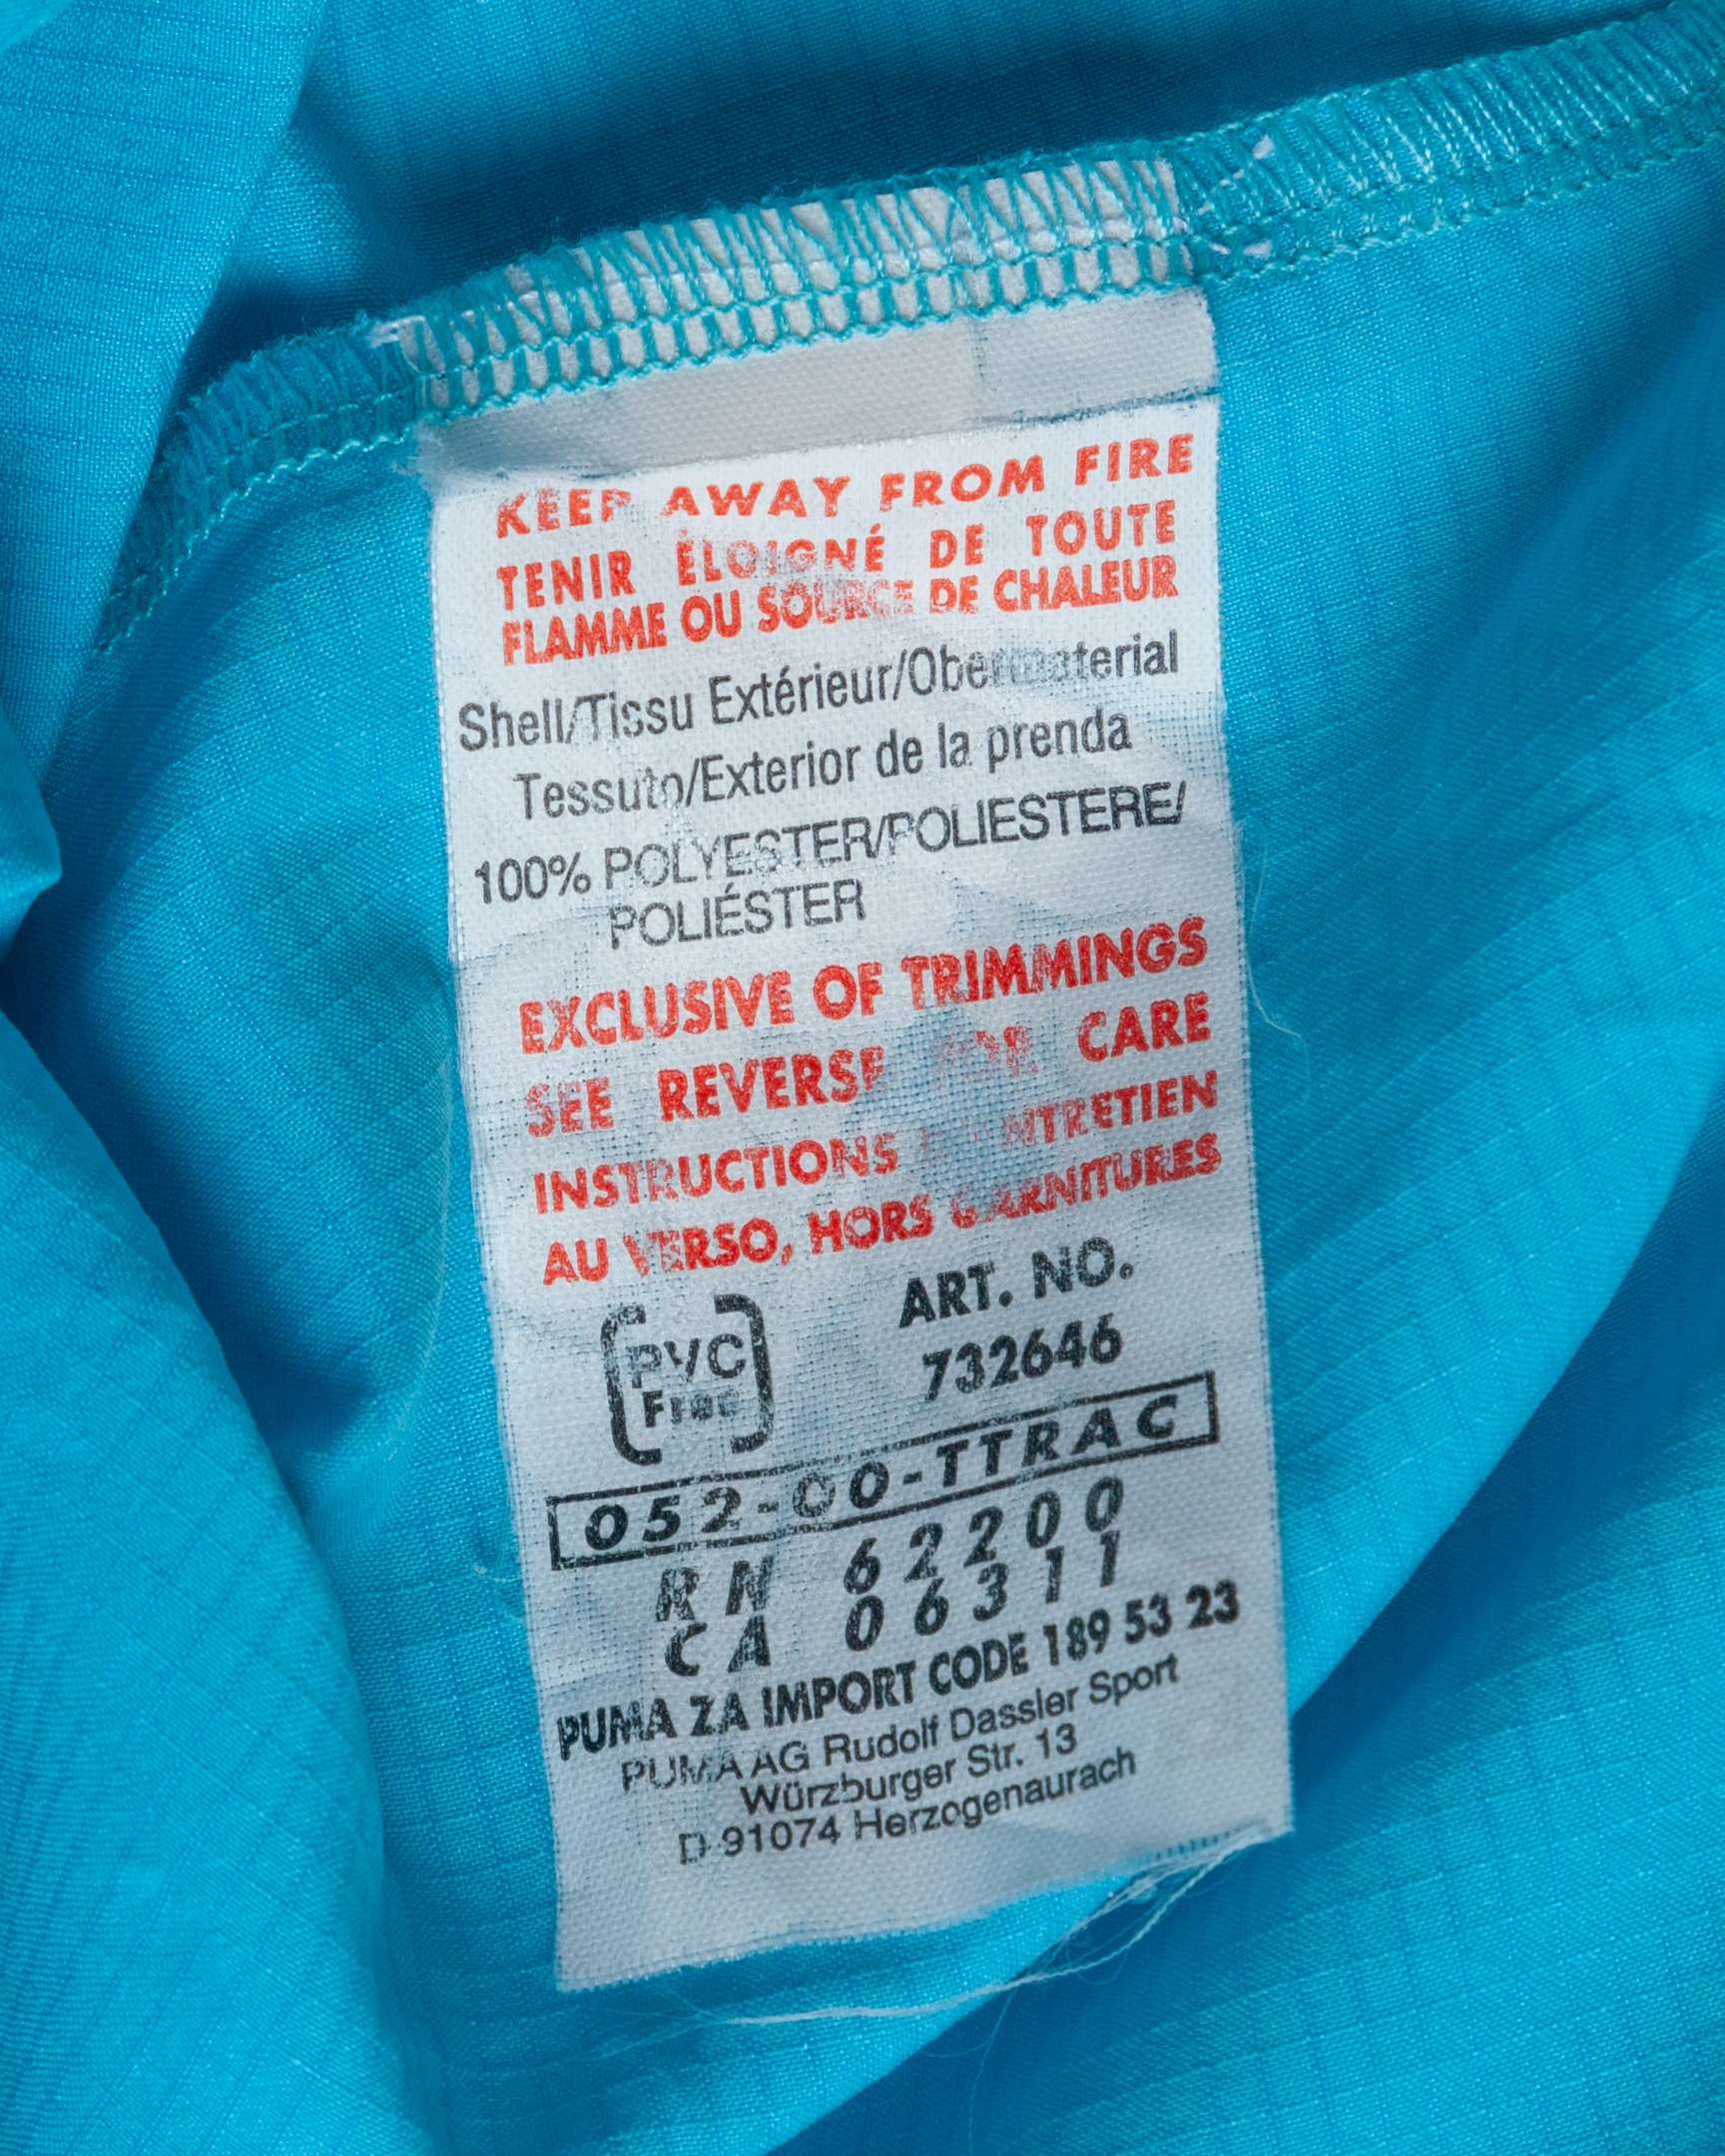 KEEP AWAY FROM FIRE
TENIR ÉLOIGNÉ DE TOUTE
FLAMME OU SOURCE DE CHALEUR
Shell/Tissu Extérieur/Obermaterial
Tessuto/Exterior de la prenda
100% POLYESTER/POLIESTERE/
POLIÉSTER
EXCLUSIVE OF TRIMMINGS
SEE REVERSE FOR CARE
INSTRUCTIONS ENTRETIEN
AU VERSO, HORS GARNITURES
PVC
Free
ART. NO.
732646
052-00-TTRAC
RN 62200
CA 06311
PUMA ZA IMPORT CODE 189 53 23
PUMA AG Rudolf Dassler Sport
Würzburger Str. 13
D-91074 Herzogenaurach